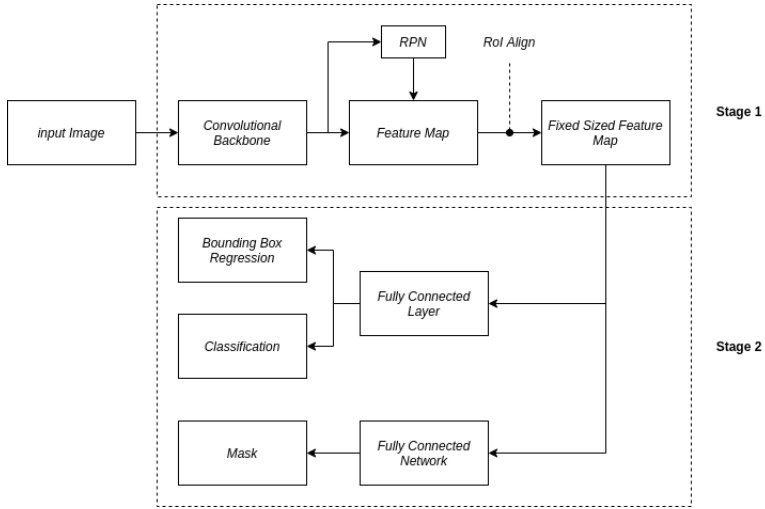 RPN
RoI Align
input Image
Convolutional
Backbone
Feature Map
Fixed Sized Feature
Map
Stage 1
Bounding Box
Regression
Fully Connected
Layer
Classification
Stage 2
Mask
Fully Connected
Network